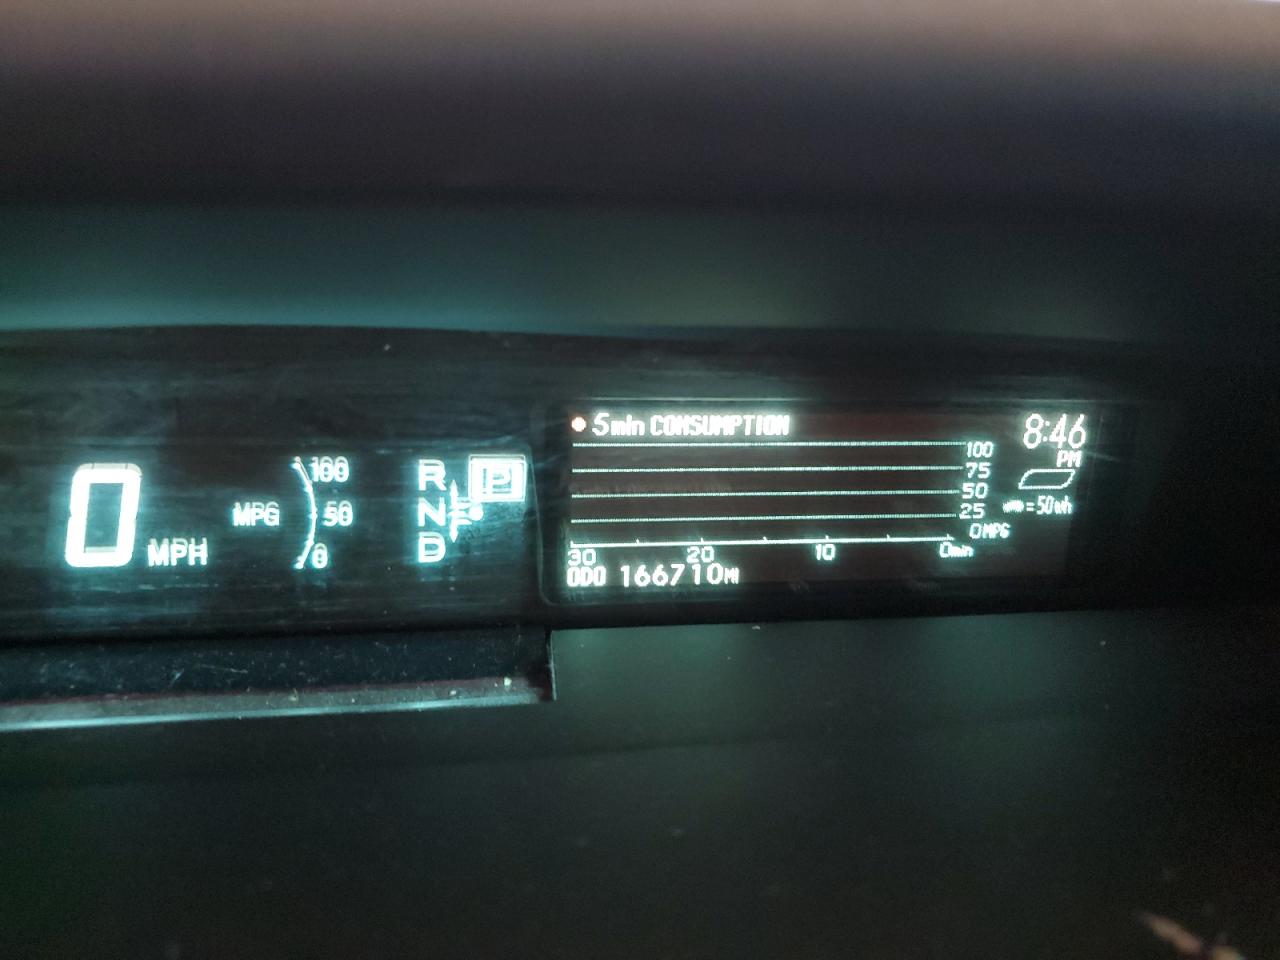 0 MPH
MPG
100
50
0
R
N
D
P
5min CONSUMPTION
8:46
PM
100
75
50
25
0MPG
=50Wh
30 20 10 0min
ODO 166710MI